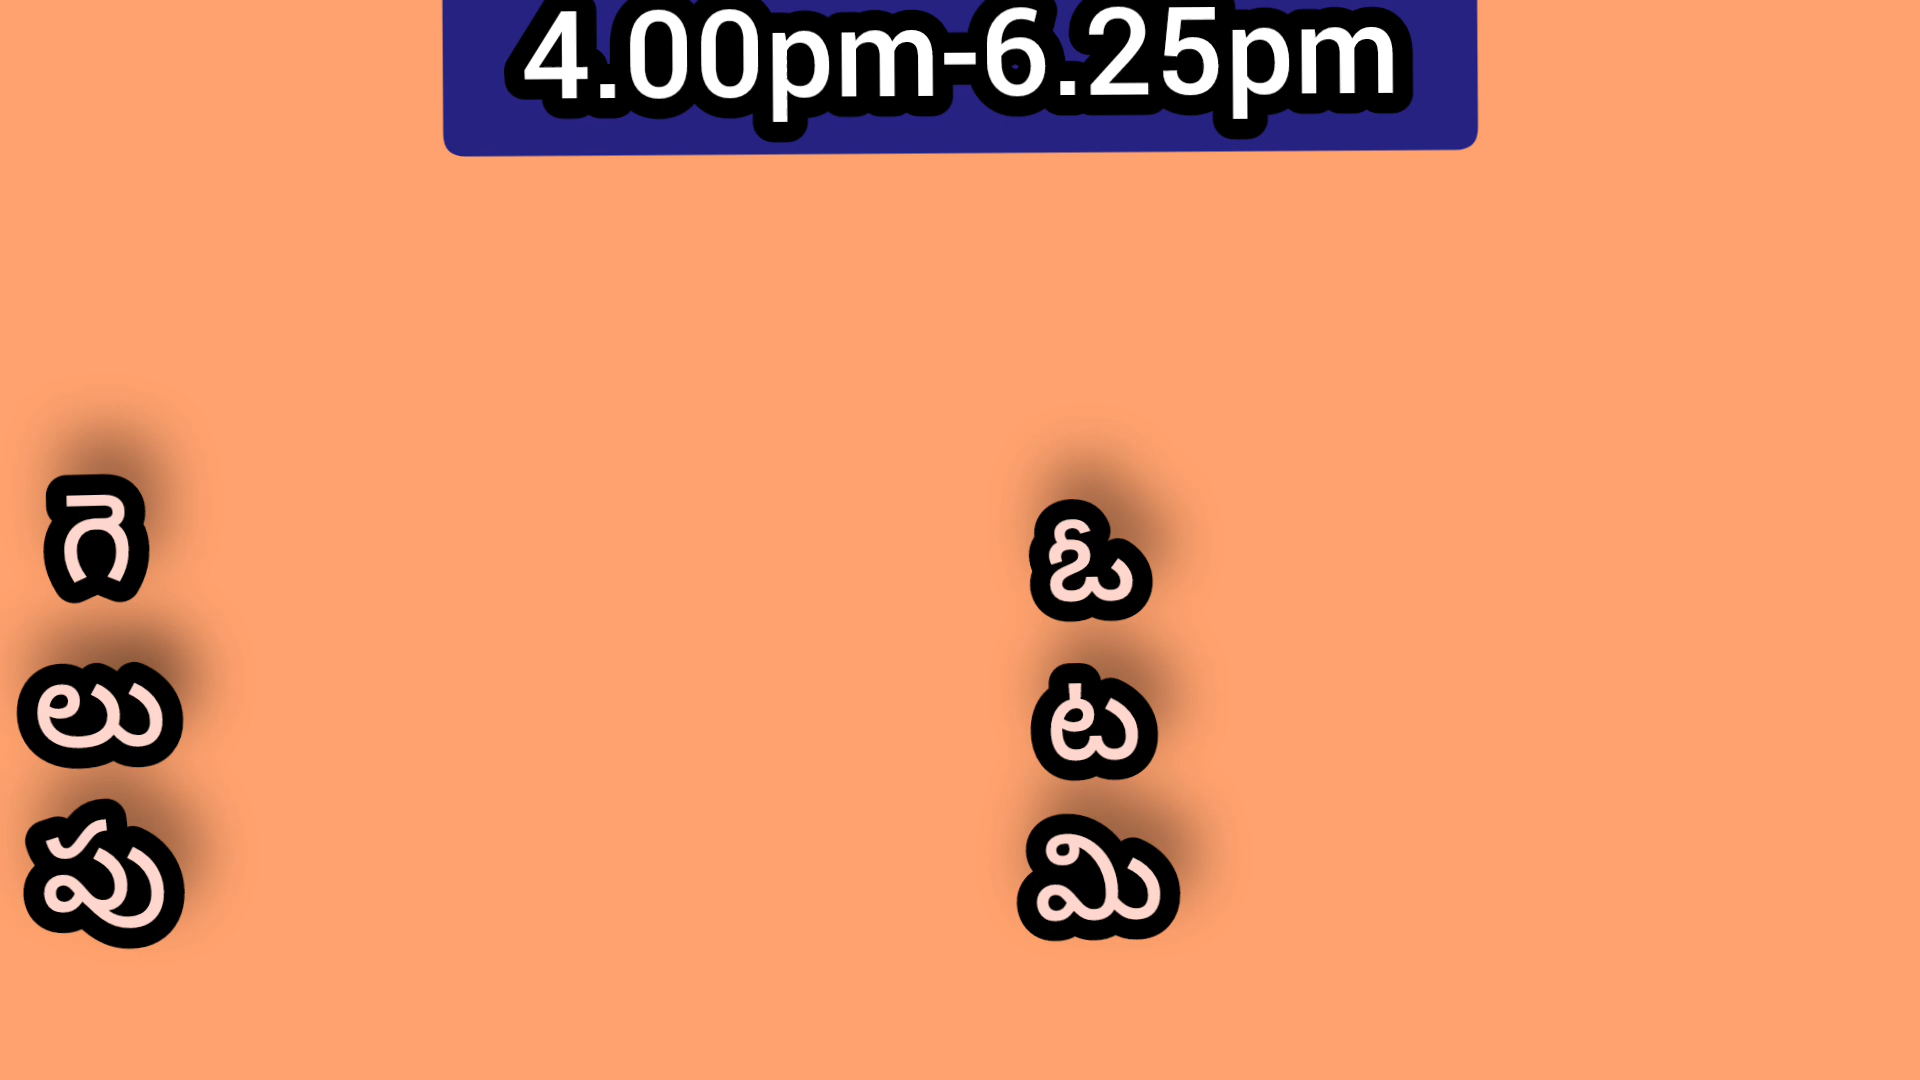 4.00pm-6.25pm
గె
లు
పు
ఓ
ట
మి